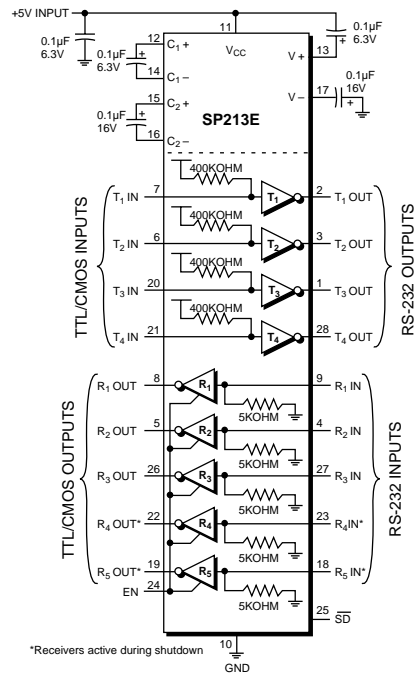 +5V INPUT
11
12
C1+
VCC
V+
13
0.1µF
6.3V
0.1µF
6.3V
0.1µF
6.3V
14
C1−
15
C2+
V−
17
0.1µF
16V
0.1µF
16V
16
C2−
SP213E
400KOHM
T1 IN
7
T1
2
T1 OUT
400KOHM
T2 IN
6
T2
3
T2 OUT
400KOHM
T3 IN
20
T3
1
T3 OUT
400KOHM
T4 IN
21
T4
28
T4 OUT
TTL/CMOS INPUTS
RS-232 OUTPUTS
R1 OUT
8
R1
9
R1 IN
5KOHM
R2 OUT
5
R2
4
R2 IN
5KOHM
R3 OUT
26
R3
27
R3 IN
5KOHM
R4 OUT*
22
R4
23
R4IN*
5KOHM
R5 OUT*
19
R5
18
R5 IN*
5KOHM
TTL/CMOS OUTPUTS
RS-232 INPUTS
EN
24
25
SD
*Receivers active during shutdown
10
GND